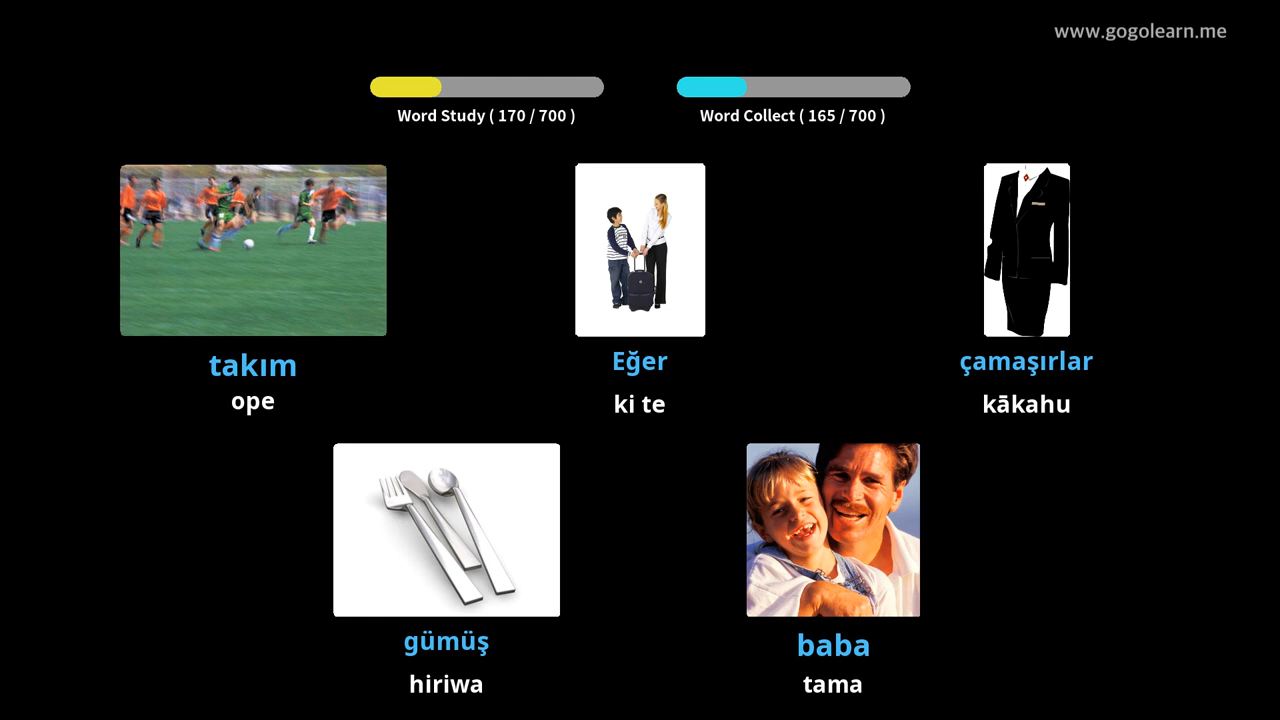 www.gogolearn.me
Word Study ( 170 / 700 )
Word Collect ( 165 / 700 )
takım
ope
Eğer
ki te
çamaşırlar
kākahu
gümüş
hiriwa
baba
tama